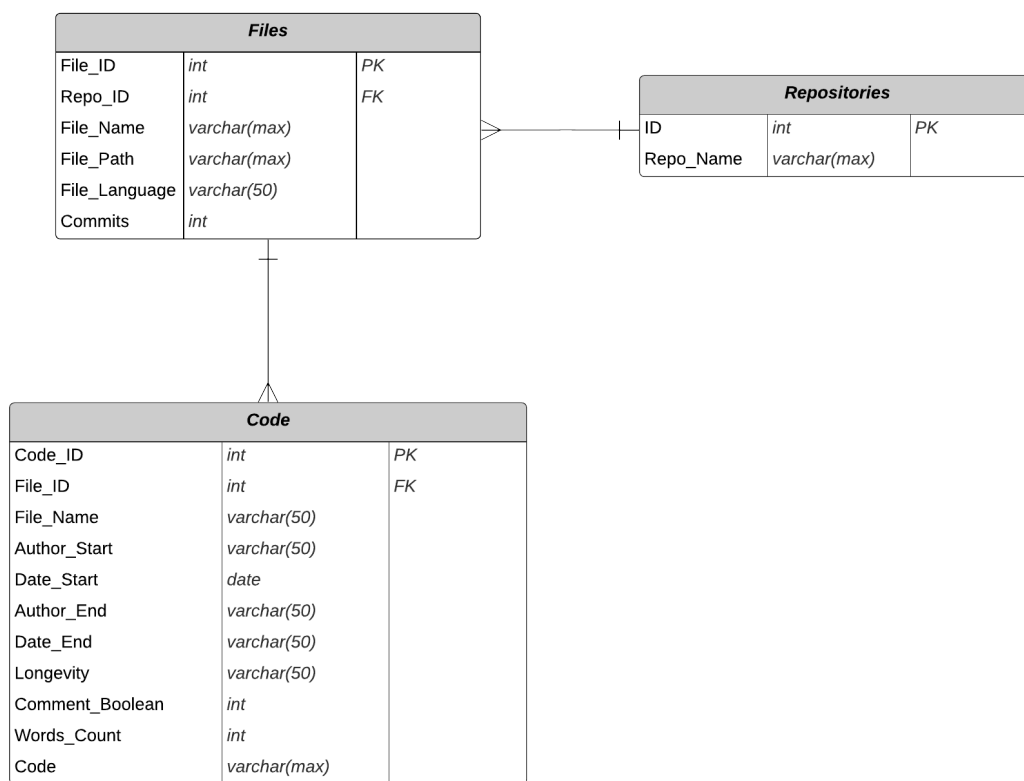 Files
File_ID int PK
Repo_ID int FK
File_Name varchar(max)
File_Path varchar(max)
File_Language varchar(50)
Commits int
Repositories
ID int PK
Repo_Name varchar(max)
Code
Code_ID int PK
File_ID int FK
File_Name varchar(50)
Author_Start varchar(50)
Date_Start date
Author_End varchar(50)
Date_End varchar(50)
Longevity varchar(50)
Comment_Boolean int
Words_Count int
Code varchar(max)